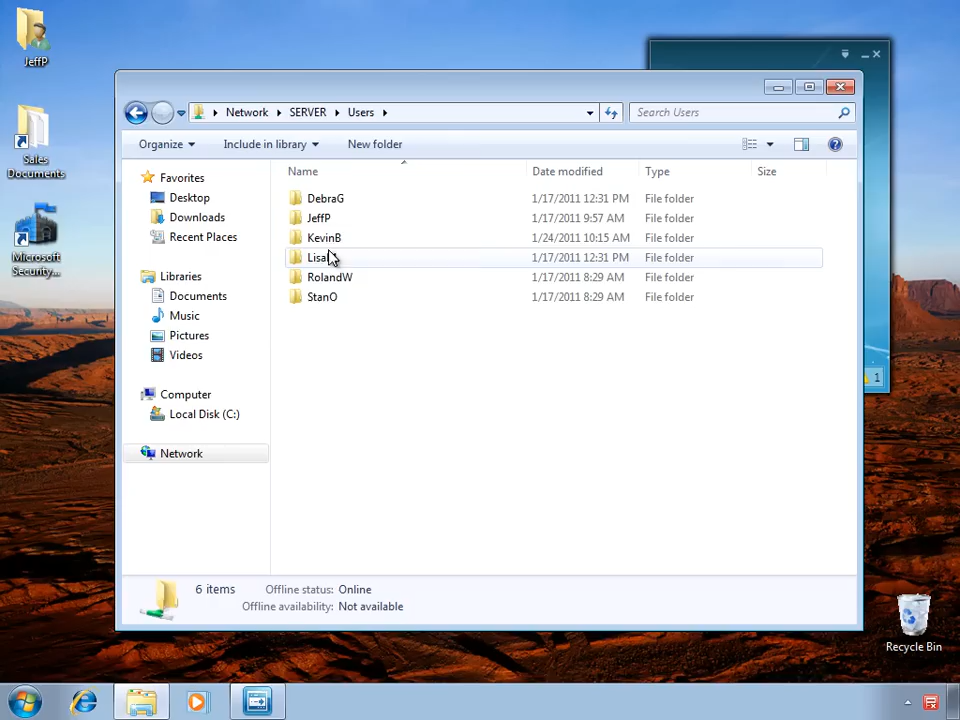 JeffP
Sales
Documents
Microsoft
Security...
Network SERVER Users
Search Users
Organize Include in library New folder
Name Date modified Type Size
Favorites
Desktop
Downloads
Recent Places
Libraries
Documents
Music
Pictures
Videos
Computer
Local Disk (C:)
Network
DebraG 1/17/2011 12:31 PM File folder
JeffP 1/17/2011 9:57 AM File folder
KevinB 1/24/2011 10:15 AM File folder
1/17/2011 12:31 PM File folder
RolandW 1/17/2011 8:29 AM File folder
StanO 1/17/2011 8:29 AM File folder
1
6 items Offline status: Online
Offline availability: Not available
Recycle Bin